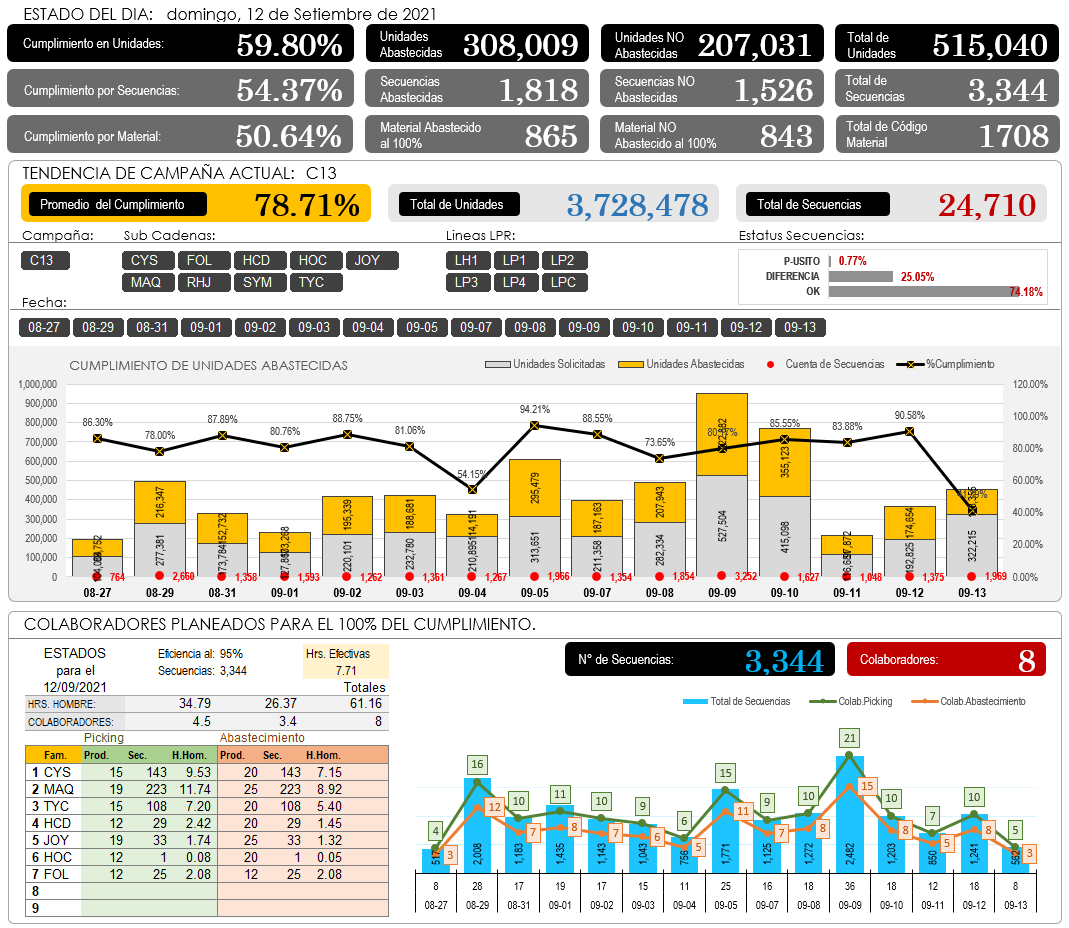 ESTADO DEL DIA: domingo, 12 de Setiembre de 2021
Cumplimiento en Unidades: 59.80%
Unidades Abastecidas 308,009
Unidades NO Abastecidas 207,031
Total de Unidades 515,040
Cumplimiento por Secuencias: 54.37%
Secuencias Abastecidas 1,818
Secuencias NO Abastecidas 1,526
Total de Secuencias 3,344
Cumplimiento por Material: 50.64%
Material Abastecido al 100% 865
Material NO Abastecido al 100% 843
Total de Código Material 1708
TENDENCIA DE CAMPAÑA ACTUAL: C13
Promedio del Cumplimiento 78.71%
Total de Unidades 3,728,478
Total de Secuencias 24,710
Campaña: Sub Cadenas: Lineas LPR: Estatus Secuencias:
C13 CYS FOL HCD HOC JOY LH1 LP1 LP2
MAQ RHJ SYM TYC LP3 LP4 LPC
P-USITO 0.77%
DIFERENCIA 25.05%
OK 74.18%
Fecha:
08-27 08-29 08-31 09-01 09-02 09-03 09-04 09-05 09-07 09-08 09-09 09-10 09-11 09-12 09-13
CUMPLIMIENTO DE UNIDADES ABASTECIDAS
Unidades Solicitadas Unidades Abastecidas Cuenta de Secuencias %Cumplimiento
1,000,000
900,000
800,000
700,000
600,000
500,000
400,000
300,000
200,000
100,000
0
120.00%
100.00%
80.00%
60.00%
40.00%
20.00%
0.00%
86.30% 78.00% 87.89% 80.76% 88.75% 81.06% 54.15% 94.21% 88.55% 73.65% 85.55% 83.88% 90.58%
216,347 152,732 195,339 188,681 114,191 295,479 187,163 207,943 355,123 174,654
277,381 220,101 232,780 210,895 313,651 211,358 282,334 527,504 415,098 192,825 322,215
764 2,660 1,358 1,593 1,262 1,361 1,267 1,966 1,354 1,854 3,252 1,627 1,048 1,375 1,969
08-27 08-29 08-31 09-01 09-02 09-03 09-04 09-05 09-07 09-08 09-09 09-10 09-11 09-12 09-13
COLABORADORES PLANEADOS PARA EL 100% DEL CUMPLIMIENTO.
ESTADOS Eficiencia al: 95% Hrs. Efectivas
para el Secuencias: 3,344 7.71
12/09/2021 Totales
HRS. HOMBRE: 34.79 26.37 61.16
COLABORADORES: 4.5 3.4 8
Picking Abastecimiento
Fam. Prod. Sec. H.Hom. Prod. Sec. H.Hom.
1 CYS 15 143 9.53 20 143 7.15
2 MAQ 19 223 11.74 25 223 8.92
3 TYC 15 108 7.20 20 108 5.40
4 HCD 12 29 2.42 20 29 1.45
5 JOY 19 33 1.74 25 33 1.32
6 HOC 12 1 0.08 20 1 0.05
7 FOL 12 25 2.08 12 25 2.08
8
9
N° de Secuencias: 3,344
Colaboradores: 8
Total de Secuencias Colab.Picking Colab.Abastecimiento
4 16 10 11 10 9 6 15 9 10 21 10 7 10 5
3 12 7 8 7 6 5 11 7 8 15 8 5 8 3
517 2,008 1,183 1,435 1,143 1,043 756 1,771 1,125 1,272 2,482 1,203 850 1,241 562
8 28 17 19 17 15 11 25 16 18 36 18 12 18 8
08-27 08-29 08-31 09-01 09-02 09-03 09-04 09-05 09-07 09-08 09-09 09-10 09-11 09-12 09-13